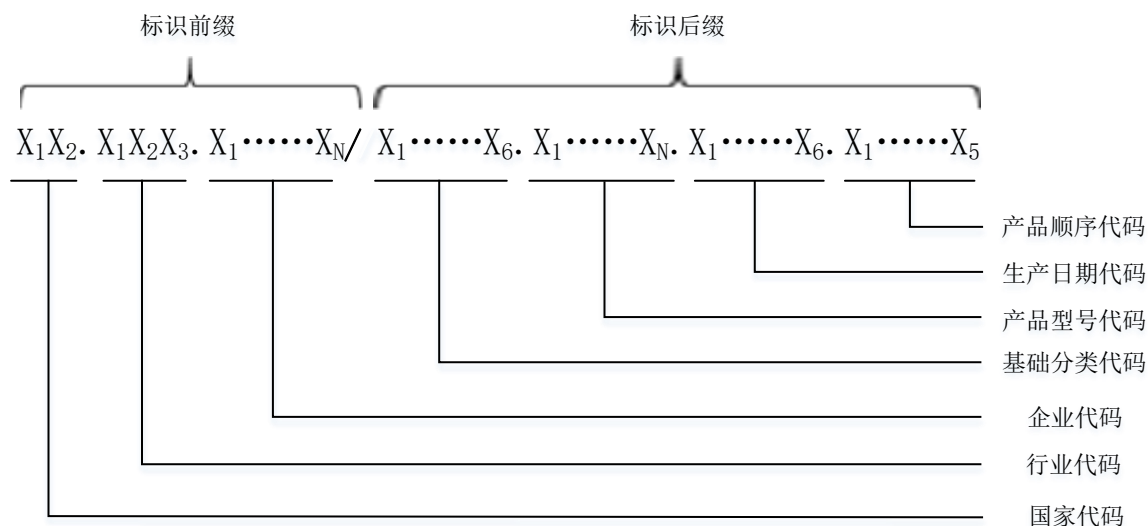 标识前缀 标识后缀
X₁X₂. X₁X₂X₃. X₁······X_N/ X₁······X₆. X₁······X_N. X₁······X₆. X₁······X₅
产品顺序代码
生产日期代码
产品型号代码
基础分类代码
企业代码
行业代码
国家代码